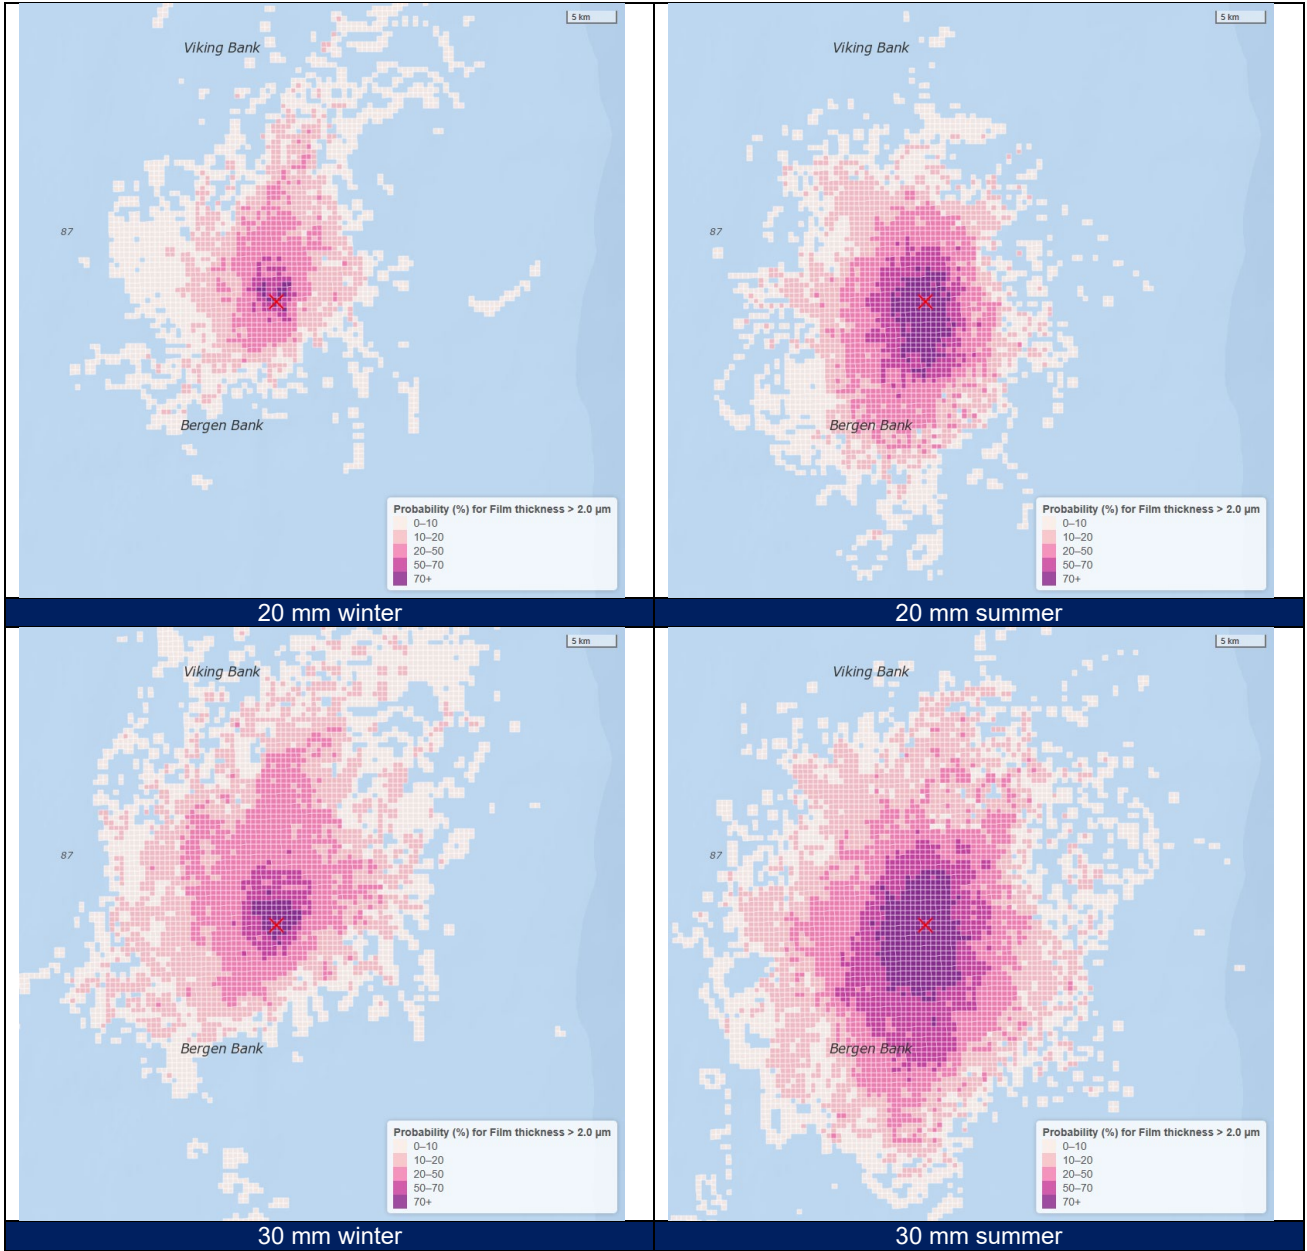 5 km
Viking Bank
87
Bergen Bank
Probability (%) for Film thickness > 2.0 µm
0–10
10–20
20–50
50–70
70+
20 mm winter
5 km
Viking Bank
87
Bergen Bank
Probability (%) for Film thickness > 2.0 µm
0–10
10–20
20–50
50–70
70+
20 mm summer
5 km
Viking Bank
87
Bergen Bank
Probability (%) for Film thickness > 2.0 µm
0–10
10–20
20–50
50–70
70+
30 mm winter
5 km
Viking Bank
87
Bergen Bank
Probability (%) for Film thickness > 2.0 µm
0–10
10–20
20–50
50–70
70+
30 mm summer